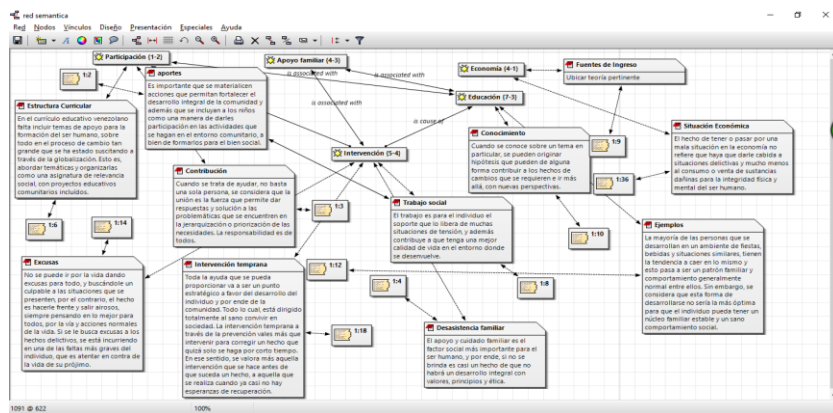 red semantica
Red Nodos Vínculos Diseño Presentación Especiales Ayuda
Participación {1-2}
Apoyo familiar {4-3}
Economía {4-1}
Fuentes de Ingreso
Ubicar teoría pertinente
1:2
aportes
Es importante que se materialicen
acciones que permitan fortalecer el
desarrollo integral de la comunidad y
además que se incluyan a los niños
como una manera de darles
participación en las actividades que
se hagan en el entorno comunitario, a
bien de formarlos para el bien social.
is associated with
is associated with
is associated with
Educación {7-3}
is cause of
Estructura Curricular
En el currículo educativo venezolano
falta incluir temas de apoyo para la
formación del ser humano, sobre
todo en el proceso de cambio tan
grande que se ha estado suscitando a
través de la globalización. Esto es,
abordar temáticas y organizarlas
como una asignatura de relevancia
social, con proyectos educativos
comunitarios incluidos.
Conocimiento
Cuando se conoce sobre un tema en
particular, se pueden originar
hipótesis que pueden de alguna
forma contribuir a los hechos de
cambios que se requieren e ir más
allá, con nuevas perspectivas.
1:9
Situación Económica
El hecho de tener o pasar por una
mala situación en la economía no
refiere que haya que darle cabida a
situaciones delictivas y mucho menos
al consumo o venta de sustancias
dañinas para la integridad física y
mental del ser humano.
Intervención {5-4}
Contribución
Cuando se trata de ayudar, no basta
una sola persona, se considera que la
unión es la fuerza que permite dar
respuestas y solución a las
problemáticas que se encuentren en
la jerarquización o priorización de las
necesidades. La responsabilidad es de
todos.
1:36
1:3
Trabajo social
El trabajo es para el individuo el
soporte que lo libera de muchas
situaciones de tensión, y además
contribuye a que tenga una mejor
calidad de vida en el entorno donde
se desenvuelve.
1:6
1:14
1:10
Ejemplos
La mayoría de las personas que se
desarrollan en un ambiente de fiestas,
bebidas y situaciones similares, tienen
la tendencia a caer en lo mismo y
esto pasa a ser un patrón familiar y
comportamiento generalmente
normal entre ellos. Sin embargo, se
considera que esta forma de
desarrollarse no sería la más óptima
para que el individuo pueda tener un
núcleo familiar estable y un sano
comportamiento social.
Excusas
No se puede ir por la vida dando
excusas para todo, y buscándole un
culpable a las situaciones que se
presenten, por el contrario, el hecho
es hacerle frente y salir airosos,
siempre pensando en lo mejor para
todos, por la vía y acciones normales
de la vida. Si se le busca excusas a los
hechos delictivos, se está incurriendo
en una de las faltas más graves del
individuo, que es atentar en contra de
la vida de su prójimo.
Intervención temprana
Toda la ayuda que se pueda
proporcionar va a ser un punto
estratégico a favor del desarrollo del
individuo y por ende de la
comunidad. Todo lo cual, está dirigido
totalmente al sano convivir en
sociedad. La intervención temprana a
través de la prevención vales más que
intervenir para corregir un hecho que
quizá solo se haga por corto tiempo.
En ese sentido, se valora más aquella
intervención que se hace antes de
que suceda un hecho, a aquella que
se realiza cuando ya casi no hay
esperanzas de recuperación.
1:12
1:4
1:8
1:18
Desasistencia familiar
El apoyo y cuidado familiar es el
factor social más importante para el
ser humano, y por ende, si no se
brinda es casi un hecho de que no
habrá un desarrollo integral con
valores, principios y ética.
1091 @ 622
100%